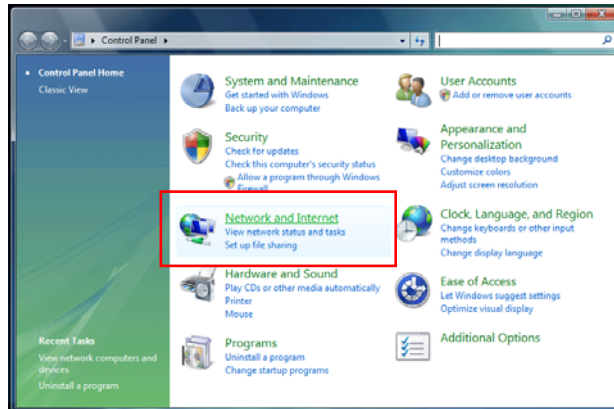 Control Panel
Control Panel Home
Classic View
System and Maintenance
Get started with Windows
Back up your computer
Security
Check for updates
Check this computer's security status
Allow a program through Windows
Firewall
Network and Internet
View network status and tasks
Set up file sharing
Hardware and Sound
Play CDs or other media automatically
Printer
Mouse
Programs
Uninstall a program
Change startup programs
User Accounts
Add or remove user accounts
Appearance and
Personalization
Change desktop background
Customize colors
Adjust screen resolution
Clock, Language, and Region
Change keyboards or other input
methods
Change display language
Ease of Access
Let Windows suggest settings
Optimize visual display
Additional Options
Recent Tasks
View network computers and
devices
Uninstall a program